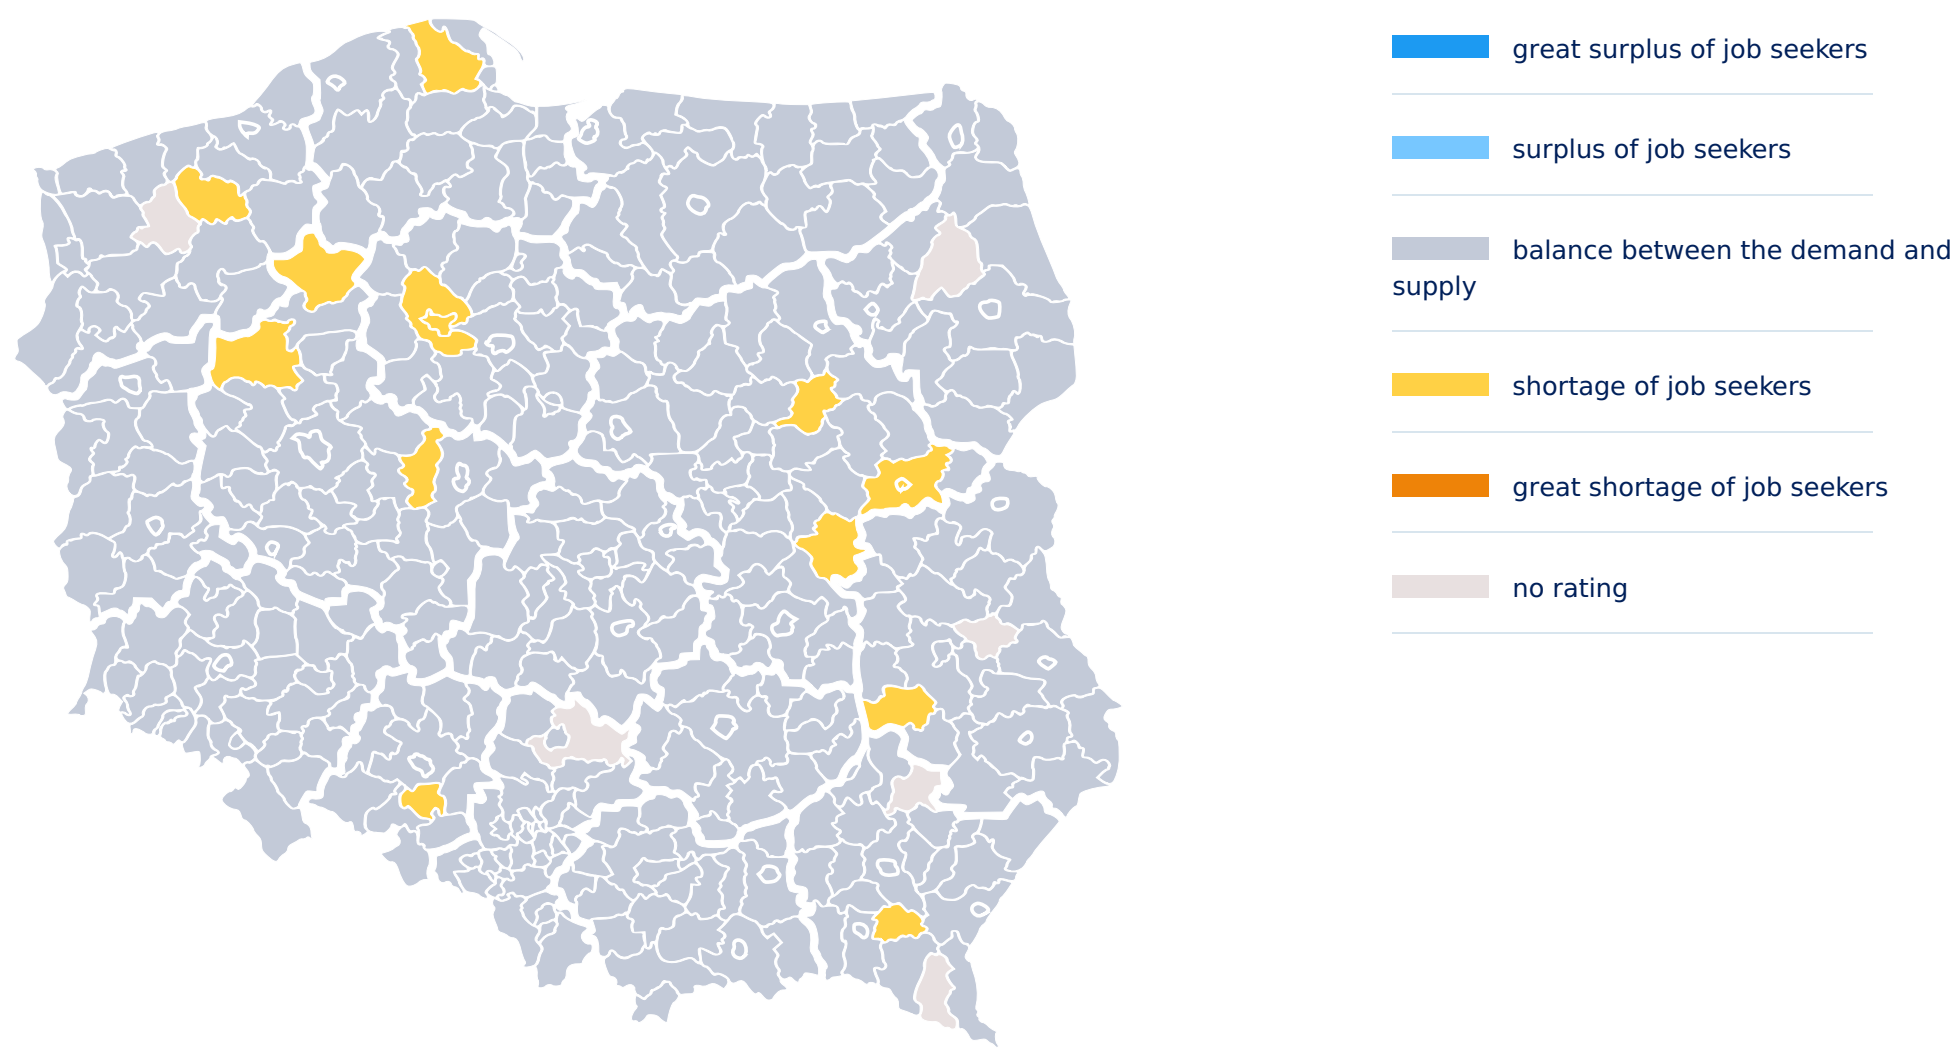 great surplus of job seekers
surplus of job seekers
balance between the demand and
supply
shortage of job seekers
great shortage of job seekers
no rating